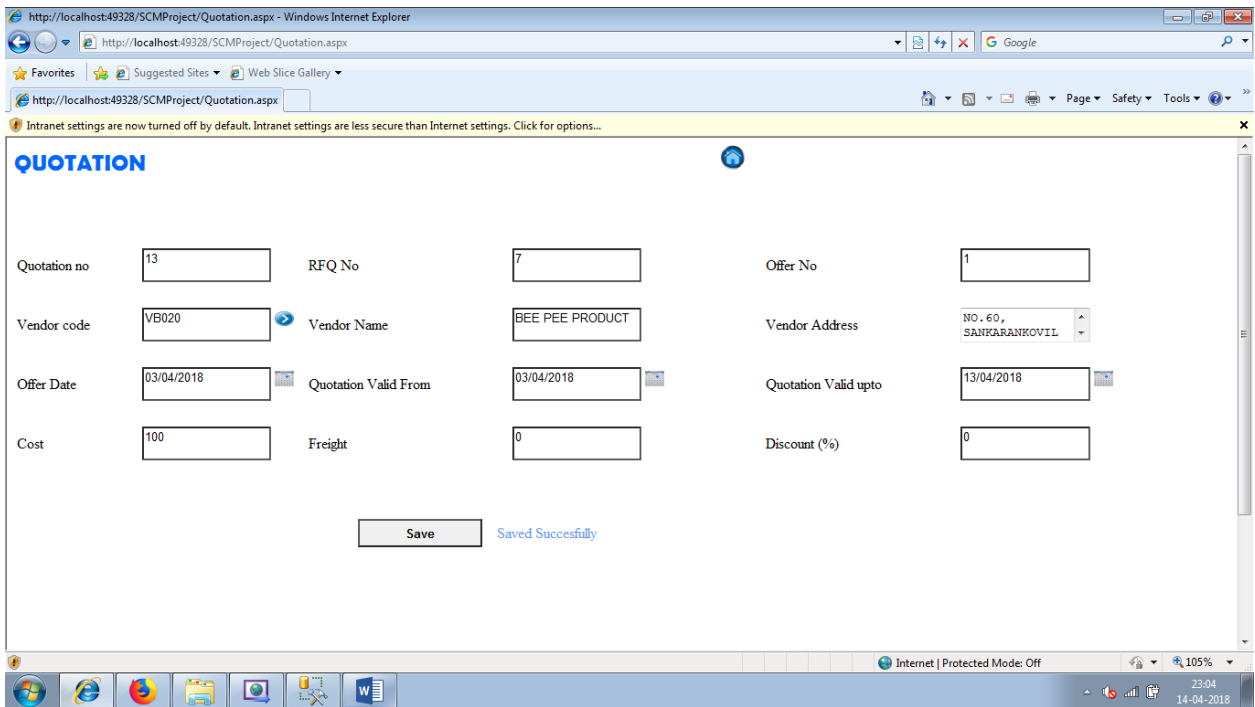 http://localhost:49328/SCMProject/Quotation.aspx - Windows Internet Explorer
http://localhost:49328/SCMProject/Quotation.aspx
Google
Favorites
Suggested Sites
Web Slice Gallery
http://localhost:49328/SCMProject/Quotation.aspx
Page Safety Tools
Intranet settings are now turned off by default. Intranet settings are less secure than Internet settings. Click for options...
QUOTATION
Quotation no 13 RFQ No 7 Offer No 1
Vendor code VB020 Vendor Name BEE PEE PRODUCT Vendor Address NO.60,
SANKARANKOVIL
Offer Date 03/04/2018 Quotation Valid From 03/04/2018 Quotation Valid upto 13/04/2018
Cost 100 Freight 0 Discount (%) 0
Save Saved Succesfully
Internet | Protected Mode: Off 105%
23:04
14-04-2018